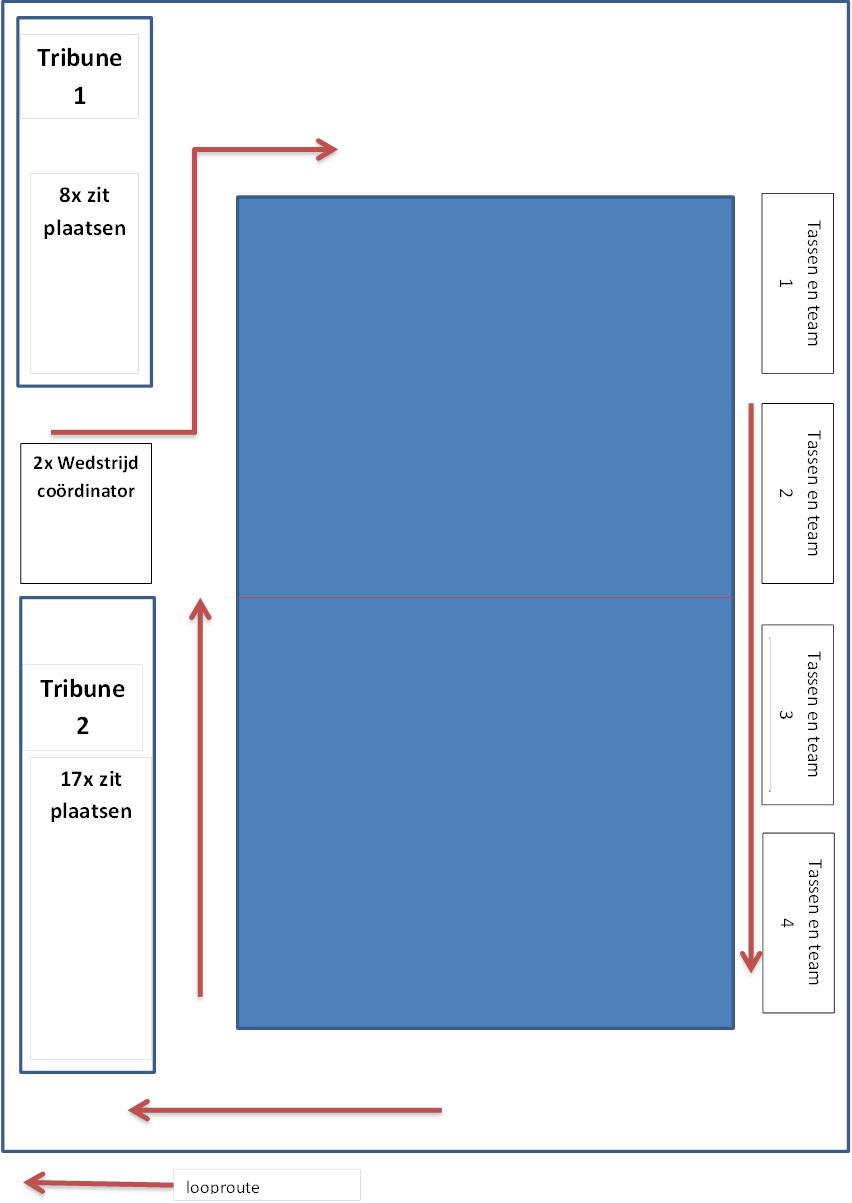 Tribune
1
8x zit
plaatsen
2x Wedstrijd
coördinator
Tribune
2
17x zit
plaatsen
Tassen en team
1
Tassen en team
2
Tassen en team
3
Tassen en team
4
looproute